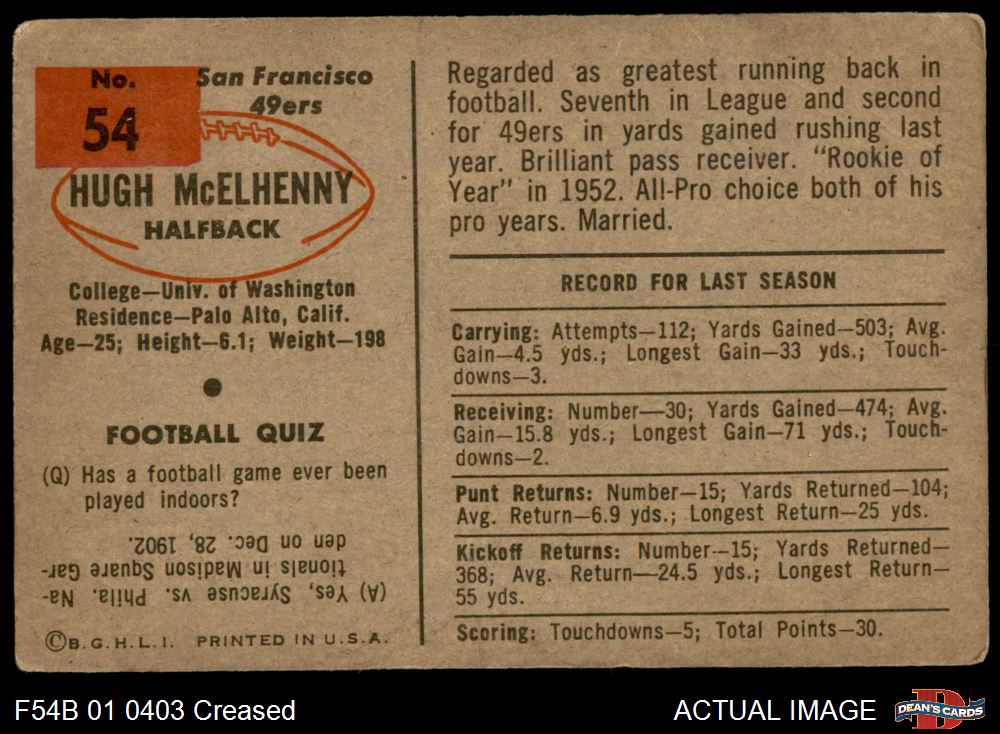 No.
54
San Francisco
49ers
HUGH McELHENNY
HALFBACK
College—Univ. of Washington
Residence—Palo Alto, Calif.
Age—25; Height—6.1; Weight—198
FOOTBALL QUIZ
(Q) Has a football game ever been
played indoors?
(A) Yes, Syracuse vs. Phila. Na-
tionals in Madison Square Gar-
den on Dec. 28, 1902.
©B.G.H.L.I. PRINTED IN U.S.A.
Regarded as greatest running back in
football. Seventh in League and second
for 49ers in yards gained rushing last
year. Brilliant pass receiver. "Rookie of
Year" in 1952. All-Pro choice both of his
pro years. Married.
RECORD FOR LAST SEASON
Carrying: Attempts—112; Yards Gained—503; Avg.
Gain—4.5 yds.; Longest Gain—33 yds.; Touch-
downs—3.
Receiving: Number—30; Yards Gained—474; Avg.
Gain—15.8 yds.; Longest Gain—71 yds.; Touch-
downs—2.
Punt Returns: Number—15; Yards Returned—104;
Avg. Return—6.9 yds.; Longest Return—25 yds.
Kickoff Returns: Number—15; Yards Returned—
368; Avg. Return—24.5 yds.; Longest Return—
55 yds.
Scoring: Touchdowns—5; Total Points—30.
F54B 01 0403 Creased
ACTUAL IMAGE
D
DEAN'S CARDS